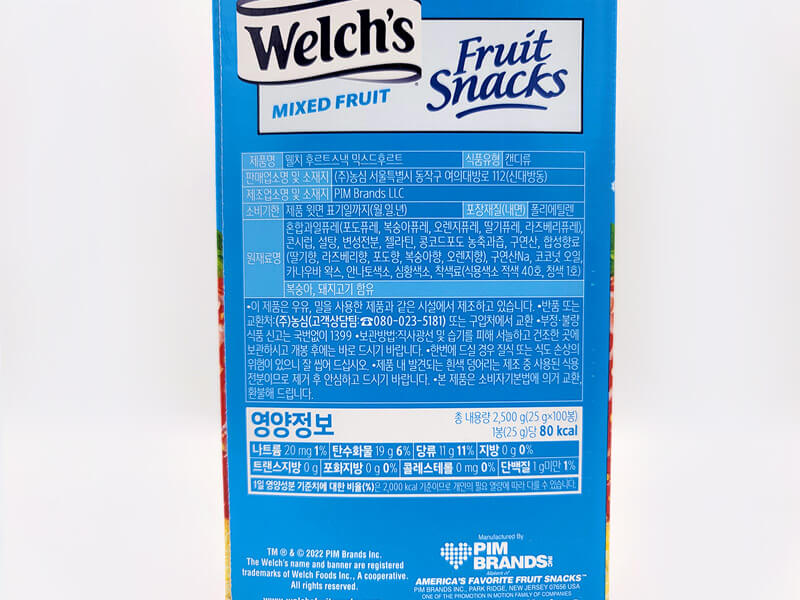 Welch's
Fruit
Snacks
MIXED FRUIT
제품명 웰치 후르트스낵 믹스드후르트 식품유형 캔디류
판매업소명 및 소재지 (주)농심 서울특별시 동작구 여의대방로 112(신대방동)
제조업소명 및 소재지 PIM Brands LLC
소비기한 제품 윗면 표기일까지(월.일.년) 포장재질(내면) 폴리에틸렌
원재료명 혼합과일퓨레(포도퓨레, 복숭아퓨레, 오렌지퓨레, 딸기퓨레, 라즈베리퓨레),
콘시럽, 설탕, 변성전분, 젤라틴, 콩코드포도 농축과즙, 구연산, 합성향료
(딸기향, 라즈베리향, 포도향, 복숭아향, 오렌지향), 구연산Na, 코코넛 오일,
카나우바 왁스, 안나토색소, 심황색소, 착색료(식용색소 적색 40호, 청색 1호)
복숭아, 돼지고기 함유
•이 제품은 우유, 밀을 사용한 제품과 같은 시설에서 제조하고 있습니다. •반품 또는
교환처:(주)농심(고객상담팀:☎080-023-5181) 또는 구입처에서 교환 •부정·불량
식품 신고는 국번없이 1399 •보관방법:직사광선 및 습기를 피해 서늘하고 건조한 곳에
보관하시고 개봉 후에는 바로 드시기 바랍니다. •한번에 드실 경우 질식 또는 식도 손상의
위험이 있으니 잘 씹어 드십시오. •제품 내 발견되는 흰색 덩어리는 제조 중 사용된 식용
전분이므로 제거 후 안심하고 드시기 바랍니다. •본 제품은 소비자기본법에 의거 교환,
환불해 드립니다.
영양정보 총 내용량 2,500 g(25 g×100봉)
1봉(25 g)당 80 kcal
나트륨 20 mg 1% 탄수화물 19 g 6% 당류 11 g 11% 지방 0 g 0%
트랜스지방 0 g 포화지방 0 g 0% 콜레스테롤 0 mg 0% 단백질 1 g미만 1%
1일 영양성분 기준치에 대한 비율(%)은 2,000 kcal 기준이므로 개인의 필요 열량에 따라 다를 수 있습니다.
TM ® & © 2022 PIM Brands Inc.
The Welch's name and banner are registered
trademarks of Welch Foods Inc., A cooperative.
All rights reserved.
Manufactured By
PIM
BRANDS INC
Makers of
AMERICA'S FAVORITE FRUIT SNACKS™
PIM BRANDS INC., PARK RIDGE, NEW JERSEY 07656 USA
ONE OF THE PROMOTION IN MOTION FAMILY OF COMPANIES